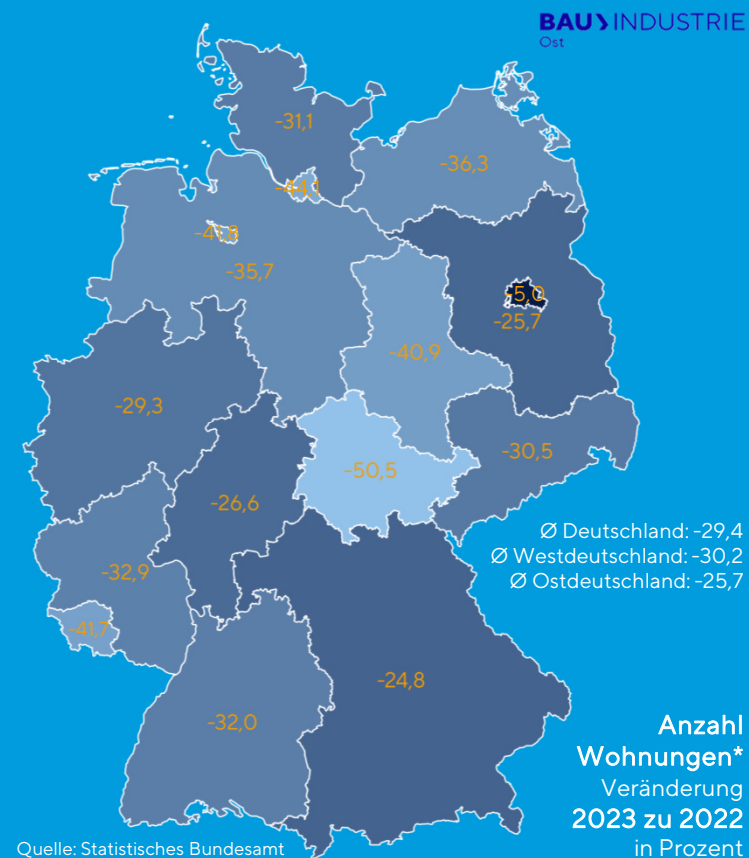 BAU INDUSTRIE
Ost
-31,1
-36,3
-44,1
-41,8
-35,7
-5,0
-25,7
-40,9
-29,3
-30,5
-50,5
-26,6
Ø Deutschland: -29,4
Ø Westdeutschland: -30,2
Ø Ostdeutschland: -25,7
-32,9
-41,7
-24,8
-32,0
Anzahl
Wohnungen*
Veränderung
2023 zu 2022
in Prozent
Quelle: Statistisches Bundesamt